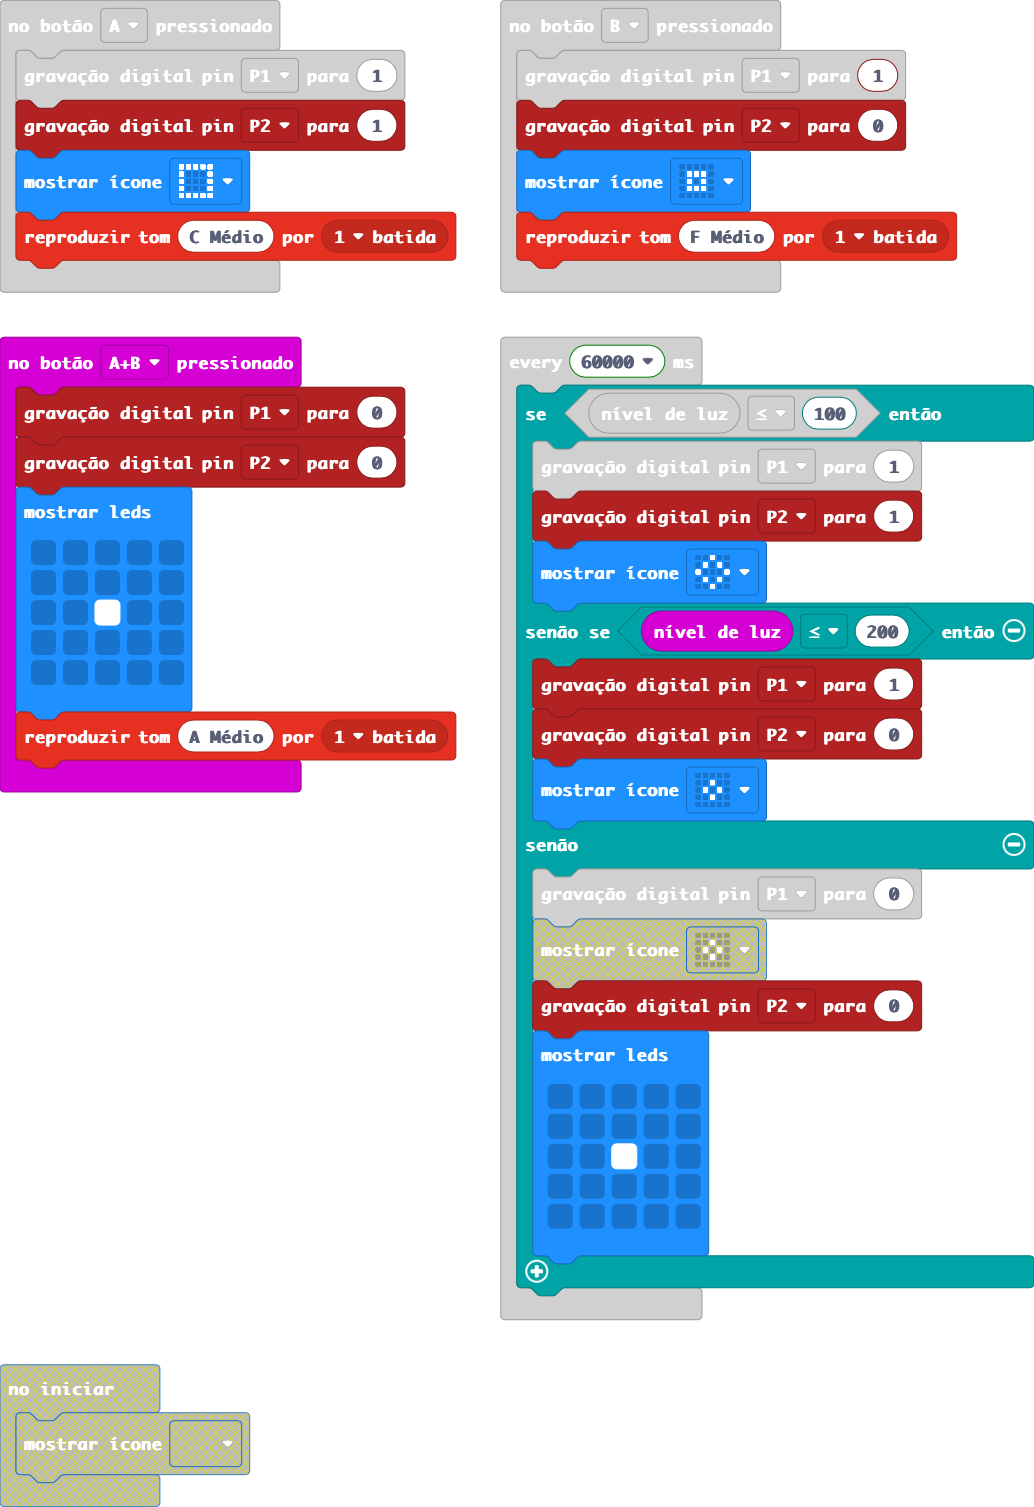 no botão A pressionado
gravação digital pin P1 para 1
gravação digital pin P2 para 1
mostrar ícone
reproduzir tom C Médio por 1 batida
no botão B pressionado
gravação digital pin P1 para 1
gravação digital pin P2 para 0
mostrar ícone
reproduzir tom F Médio por 1 batida
no botão A+B pressionado
gravação digital pin P1 para 0
gravação digital pin P2 para 0
mostrar leds
reproduzir tom A Médio por 1 batida
every 60000 ms
se nível de luz ≤ 100 então
gravação digital pin P1 para 1
gravação digital pin P2 para 1
mostrar ícone
senão se nível de luz ≤ 200 então
gravação digital pin P1 para 1
gravação digital pin P2 para 0
mostrar ícone
senão
gravação digital pin P1 para 0
mostrar ícone
gravação digital pin P2 para 0
mostrar leds
no iniciar
mostrar ícone